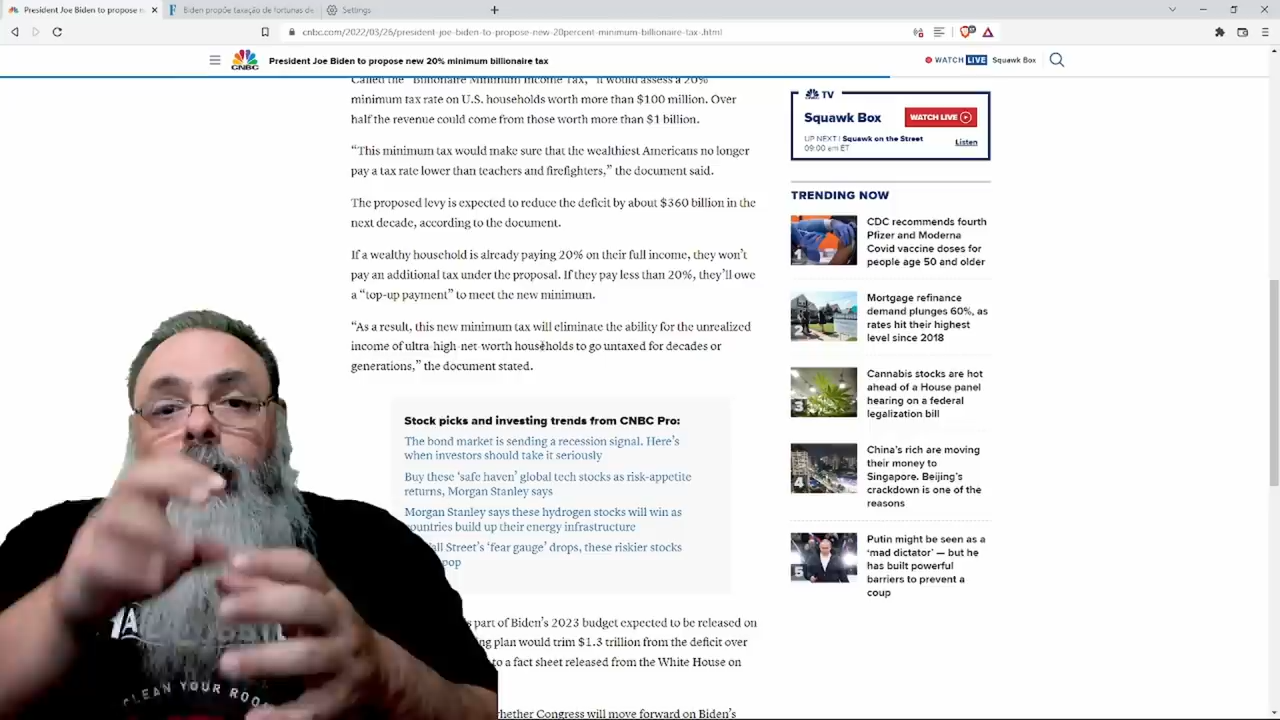 President Joe Biden to propose n
Biden propõe taxação de fortunas de
Settings
cnbc.com/2022/03/26/president-joe-biden-to-propose-new-20percent-minimum-billionaire-tax-.html
CNBC
President Joe Biden to propose new 20% minimum billionaire tax
WATCH LIVE Squawk Box
Called the “Billionaire Minimum Income Tax,” it would assess a 20%
minimum tax rate on U.S. households worth more than $100 million. Over
half the revenue could come from those worth more than $1 billion.
“This minimum tax would make sure that the wealthiest Americans no longer
pay a tax rate lower than teachers and firefighters,” the document said.
The proposed levy is expected to reduce the deficit by about $360 billion in the
next decade, according to the document.
If a wealthy household is already paying 20% on their full income, they won’t
pay an additional tax under the proposal. If they pay less than 20%, they’ll owe
a “top-up payment” to meet the new minimum.
“As a result, this new minimum tax will eliminate the ability for the unrealized
income of ultra-high-net-worth households to go untaxed for decades or
generations,” the document stated.
Stock picks and investing trends from CNBC Pro:
The bond market is sending a recession signal. Here’s
when investors should take it seriously
Buy these ‘safe haven’ global tech stocks as risk-appetite
returns, Morgan Stanley says
Morgan Stanley says these hydrogen stocks will win as
ountries build up their energy infrastructure
all Street’s ‘fear gauge’ drops, these riskier stocks
pop
s part of Biden’s 2023 budget expected to be released on
ng plan would trim $1.3 trillion from the deficit over
to a fact sheet released from the White House on
hether Congress will move forward on Biden’s
TV
Squawk Box
WATCH LIVE
UP NEXT | Squawk on the Street
09:00 am ET
Listen
TRENDING NOW
1
CDC recommends fourth
Pfizer and Moderna
Covid vaccine doses for
people age 50 and older
2
Mortgage refinance
demand plunges 60%, as
rates hit their highest
level since 2018
3
Cannabis stocks are hot
ahead of a House panel
hearing on a federal
legalization bill
4
China’s rich are moving
their money to
Singapore. Beijing’s
crackdown is one of the
reasons
5
Putin might be seen as a
‘mad dictator’ — but he
has built powerful
barriers to prevent a
coup
CLEAN YOUR ROO